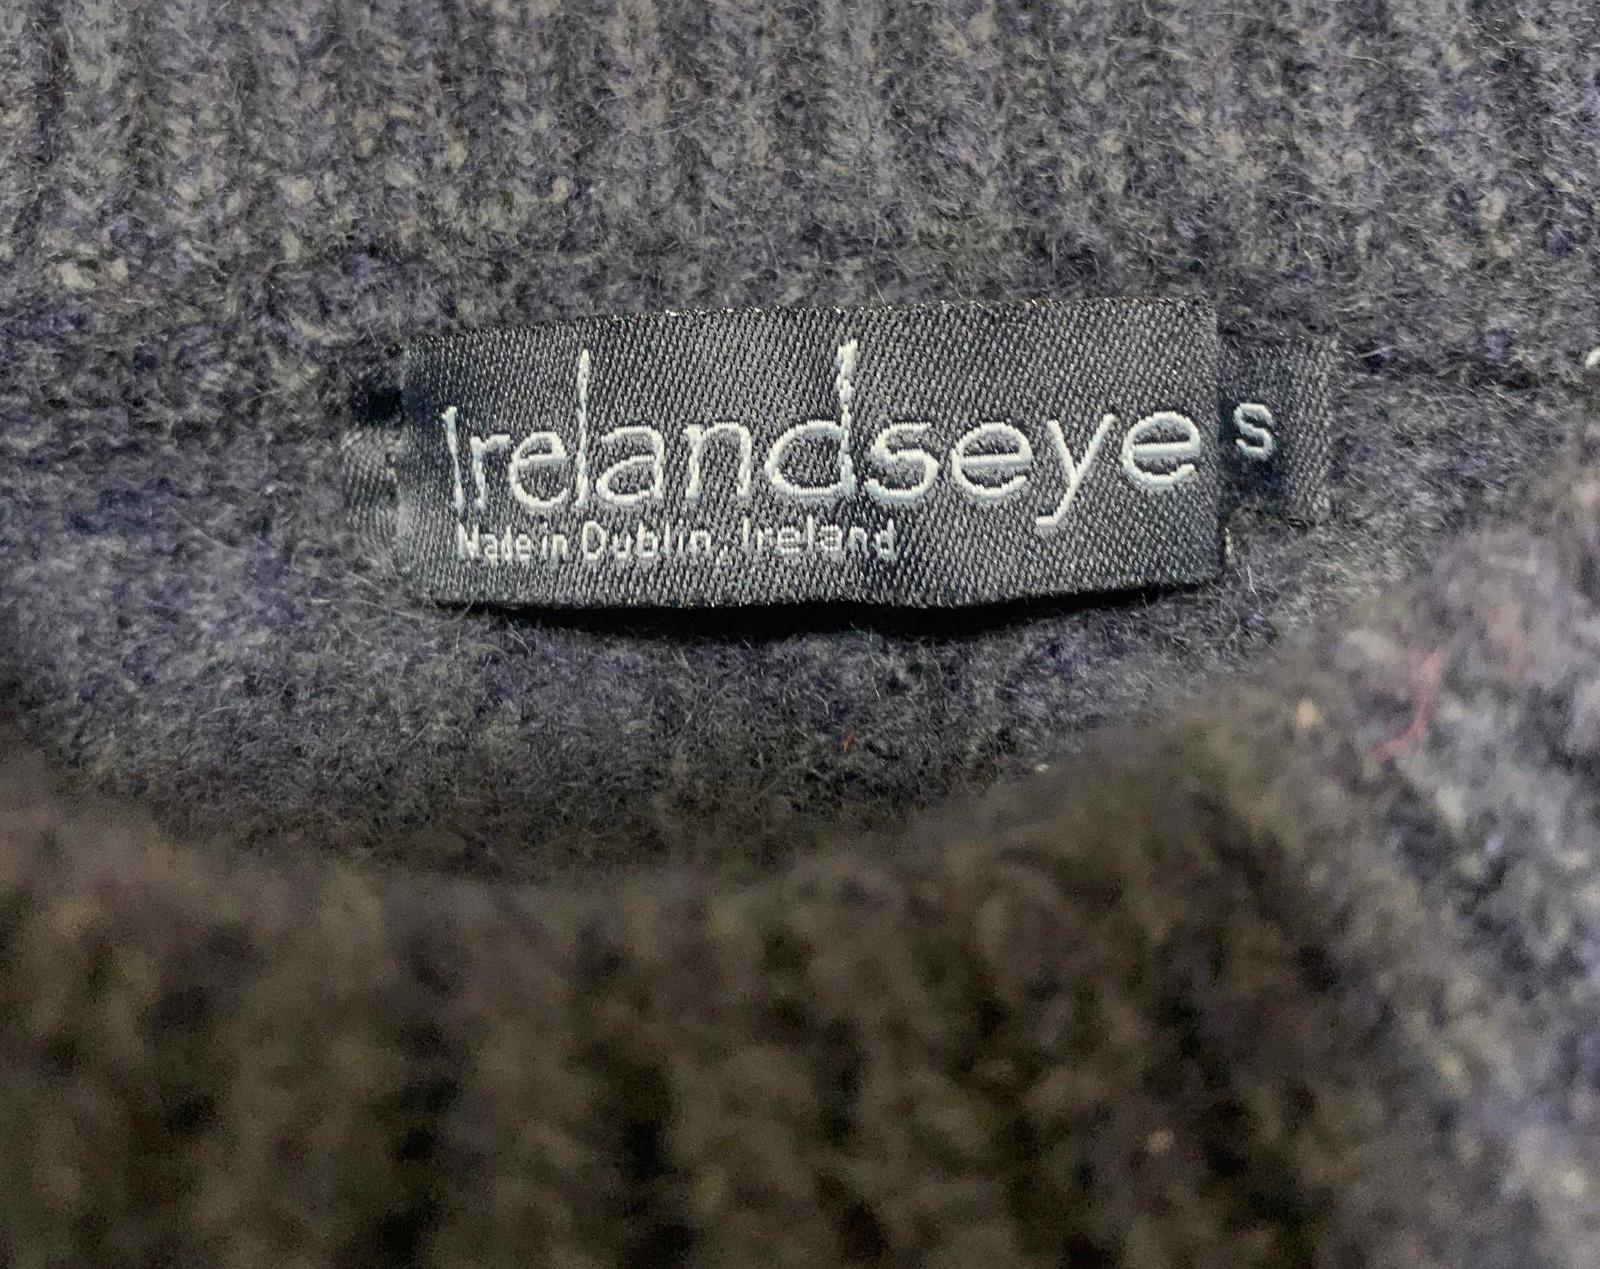 Irelandseye
S
Made in Dublin, Ireland